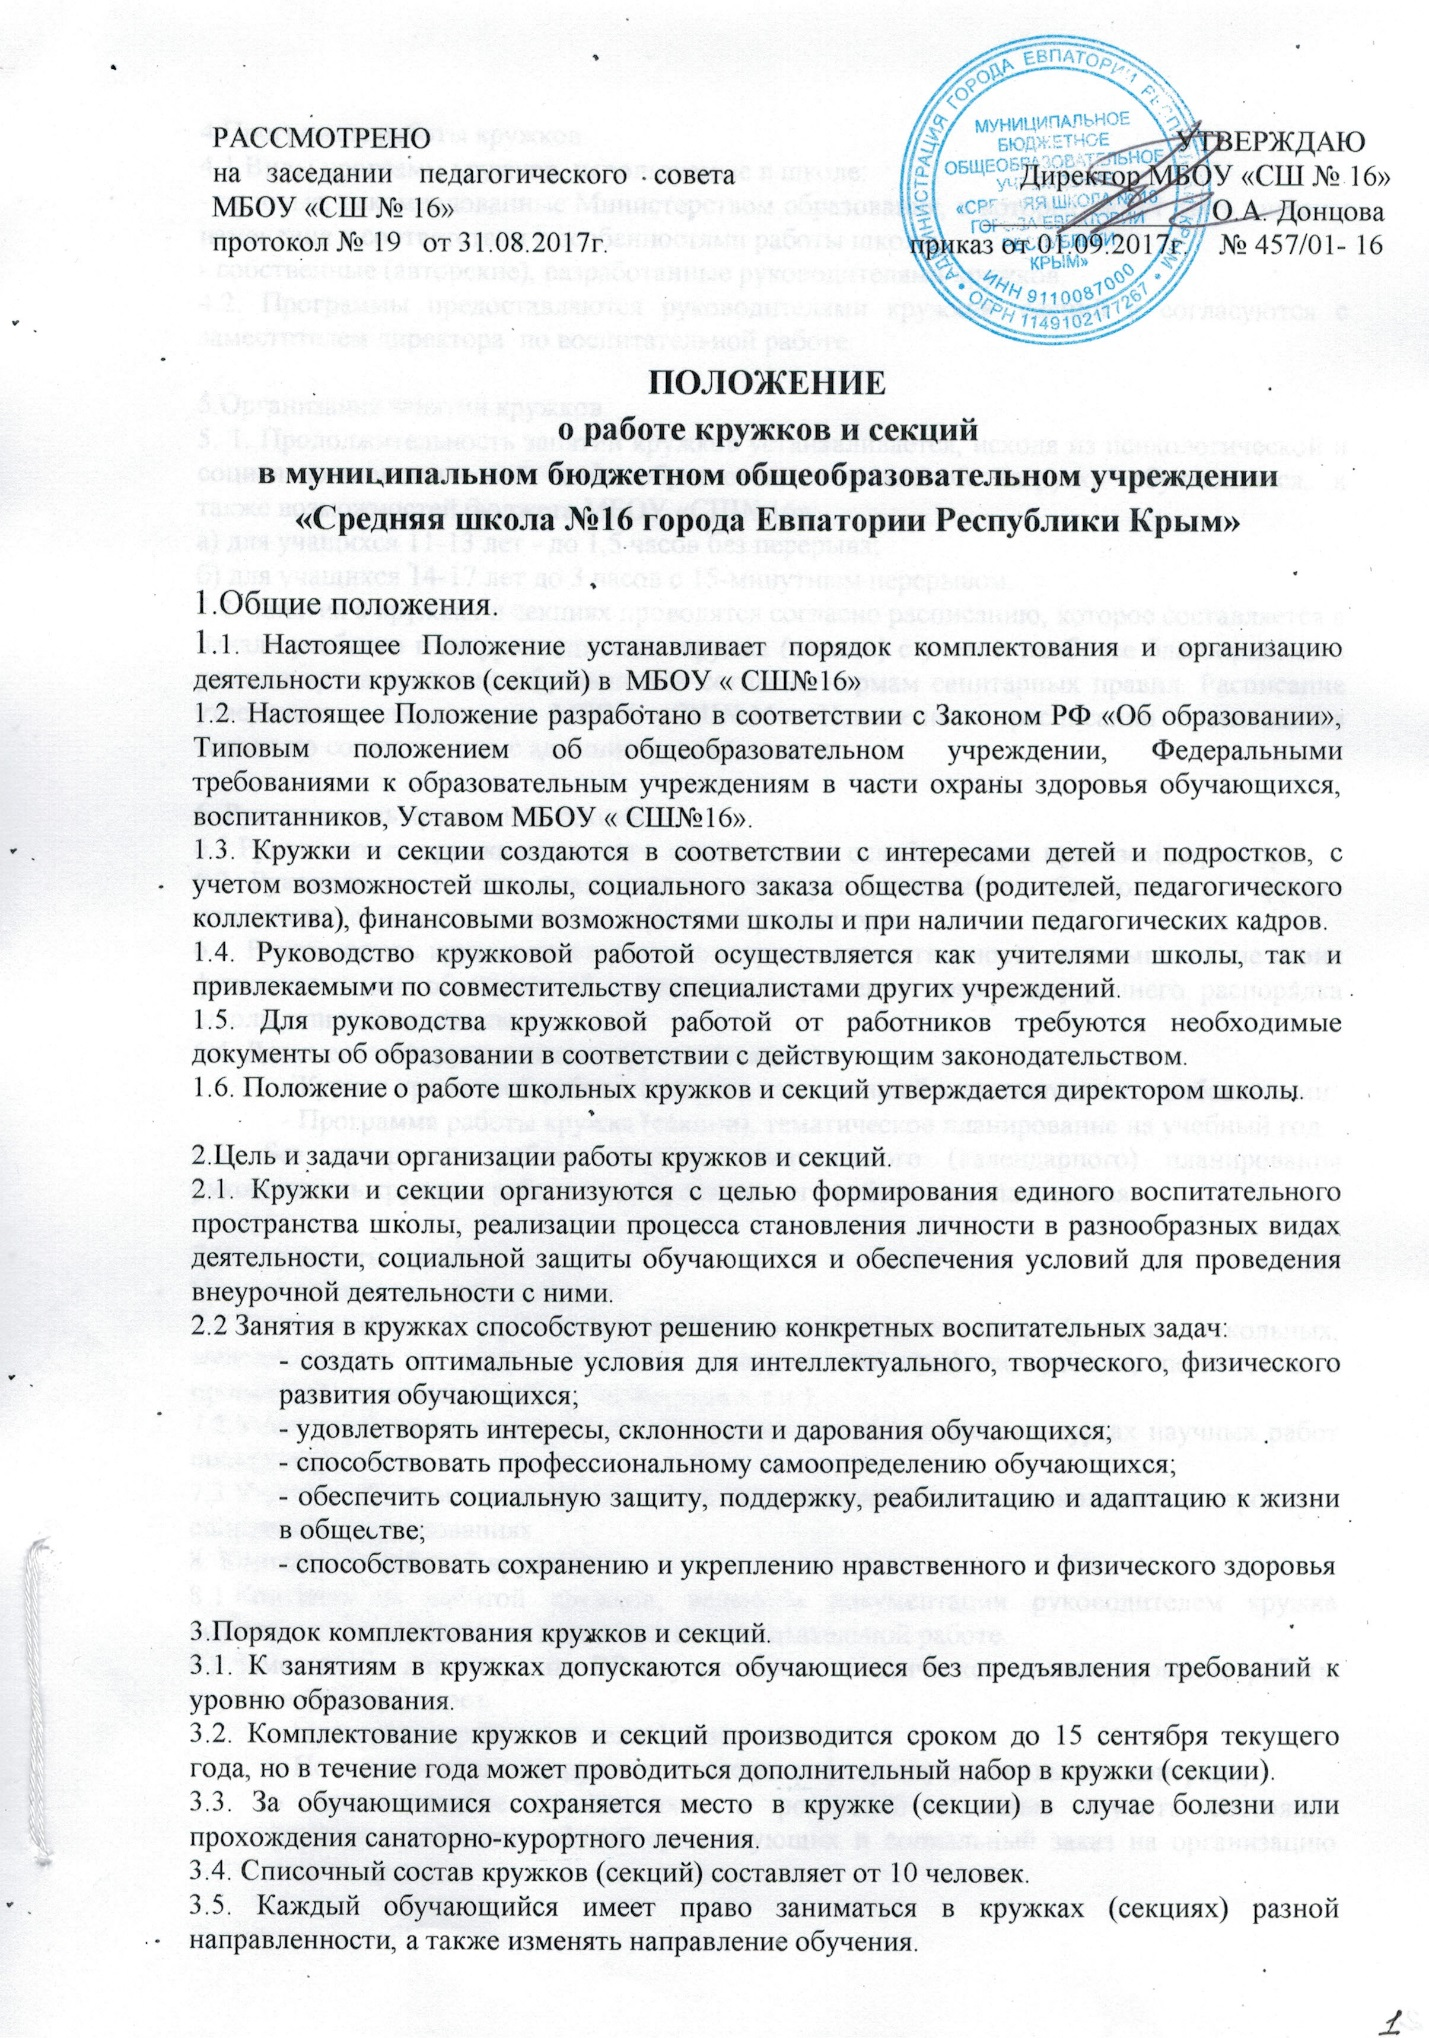 РАССМОТРЕНО
на заседании педагогического совета
МБОУ «СШ № 16»
протокол № 19 от 31.08.2017г.
УТВЕРЖДАЮ
Директор МБОУ «СШ № 16»
О.А. Донцова
приказ от 01.09.2017г. № 457/01- 16
АДМИНИСТРАЦИЯ ГОРОДА ЕВПАТОРИИ РЕСПУБЛИКИ КРЫМ
МУНИЦИПАЛЬНОЕ
БЮДЖЕТНОЕ
ОБЩЕОБРАЗОВАТЕЛЬНОЕ
УЧРЕЖДЕНИЕ
«СРЕДНЯЯ ШКОЛА №16
ГОРОДА ЕВПАТОРИИ
РЕСПУБЛИКИ
КРЫМ»
ИНН 9110087000
ОГРН 1149102177267
ПОЛОЖЕНИЕ
о работе кружков и секций
в муниципальном бюджетном общеобразовательном учреждении
«Средняя школа №16 города Евпатории Республики Крым»
1.Общие положения.
1.1. Настоящее Положение устанавливает порядок комплектования и организацию
деятельности кружков (секций) в МБОУ « СШ№16»
1.2. Настоящее Положение разработано в соответствии с Законом РФ «Об образовании»,
Типовым положением об общеобразовательном учреждении, Федеральными
требованиями к образовательным учреждениям в части охраны здоровья обучающихся,
воспитанников, Уставом МБОУ « СШ№16».
1.3. Кружки и секции создаются в соответствии с интересами детей и подростков, с
учетом возможностей школы, социального заказа общества (родителей, педагогического
коллектива), финансовыми возможностями школы и при наличии педагогических кадров.
1.4. Руководство кружковой работой осуществляется как учителями школы, так и
привлекаемыми по совместительству специалистами других учреждений.
1.5. Для руководства кружковой работой от работников требуются необходимые
документы об образовании в соответствии с действующим законодательством.
1.6. Положение о работе школьных кружков и секций утверждается директором школы.
2.Цель и задачи организации работы кружков и секций.
2.1. Кружки и секции организуются с целью формирования единого воспитательного
пространства школы, реализации процесса становления личности в разнообразных видах
деятельности, социальной защиты обучающихся и обеспечения условий для проведения
внеурочной деятельности с ними.
2.2 Занятия в кружках способствуют решению конкретных воспитательных задач:
- создать оптимальные условия для интеллектуального, творческого, физического
развития обучающихся;
- удовлетворять интересы, склонности и дарования обучающихся;
- способствовать профессиональному самоопределению обучающихся;
- обеспечить социальную защиту, поддержку, реабилитацию и адаптацию к жизни
в обществе;
- способствовать сохранению и укреплению нравственного и физического здоровья
3.Порядок комплектования кружков и секций.
3.1. К занятиям в кружках допускаются обучающиеся без предъявления требований к
уровню образования.
3.2. Комплектование кружков и секций производится сроком до 15 сентября текущего
года, но в течение года может проводиться дополнительный набор в кружки (секции).
3.3. За обучающимися сохраняется место в кружке (секции) в случае болезни или
прохождения санаторно-курортного лечения.
3.4. Списочный состав кружков (секций) составляет от 10 человек.
3.5. Каждый обучающийся имеет право заниматься в кружках (секциях) разной
направленности, а также изменять направление обучения.
1